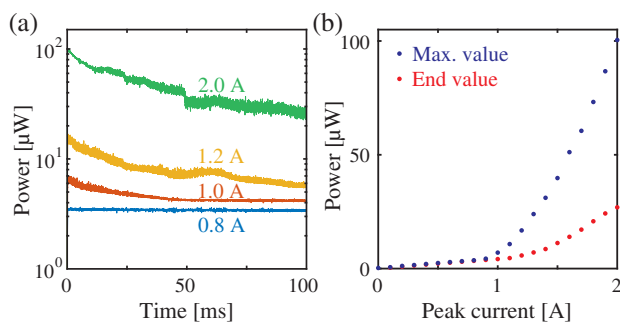 (a)
(b)
10²
10¹
10⁰
Power [µW]
2.0 A
1.2 A
1.0 A
0.8 A
0
50
100
Time [ms]
100
50
0
Power [µW]
Max. value
End value
0
1
2
Peak current [A]